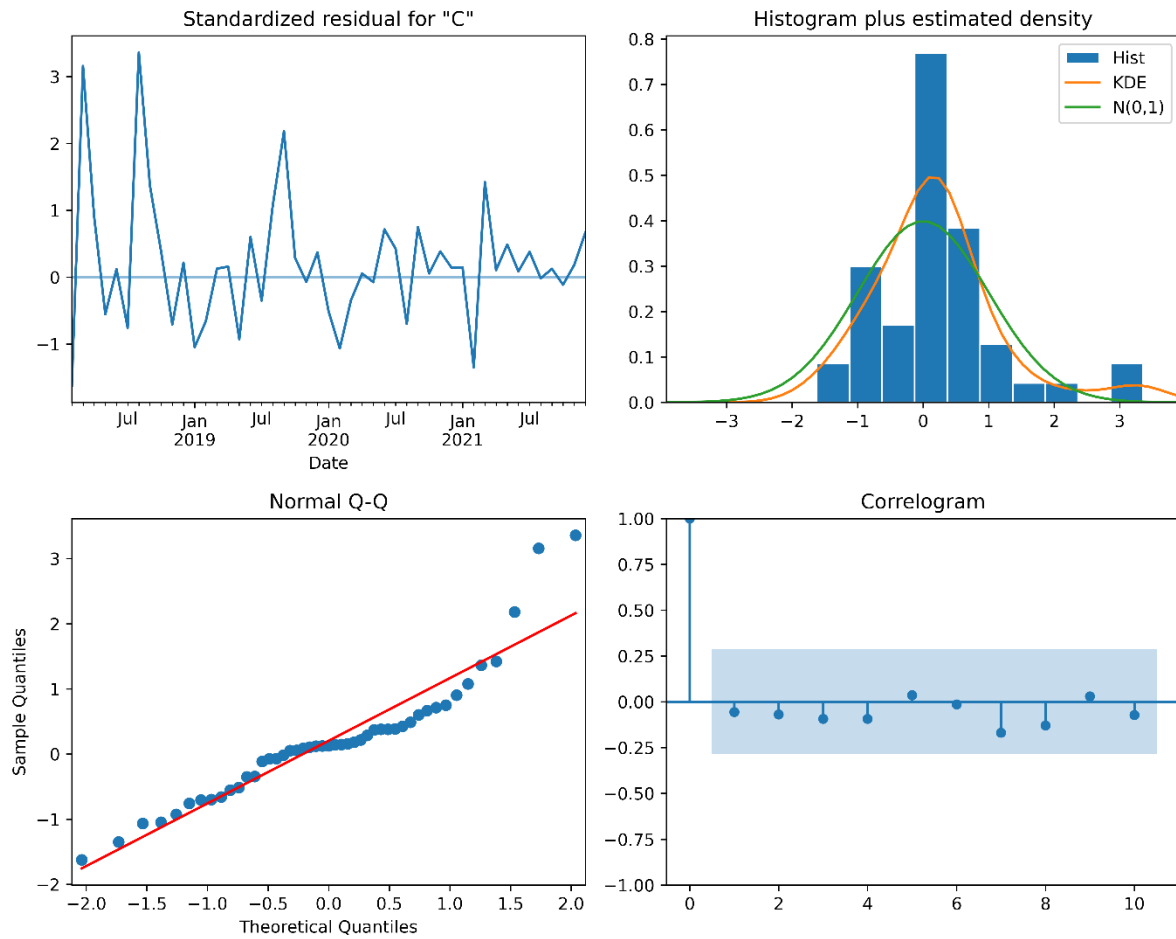 Standardized residual for "C"
3
2
1
0
−1
Jul
Jan
2019
Jul
Jan
2020
Jul
Jan
2021
Jul
Date
Histogram plus estimated density
0.8
0.7
0.6
0.5
0.4
0.3
0.2
0.1
0.0
Hist
KDE
N(0,1)
−3 −2 −1 0 1 2 3
Normal Q-Q
Sample Quantiles
3
2
1
0
−1
−2
−2.0 −1.5 −1.0 −0.5 0.0 0.5 1.0 1.5 2.0
Theoretical Quantiles
Correlogram
1.00
0.75
0.50
0.25
0.00
−0.25
−0.50
−0.75
−1.00
0 2 4 6 8 10